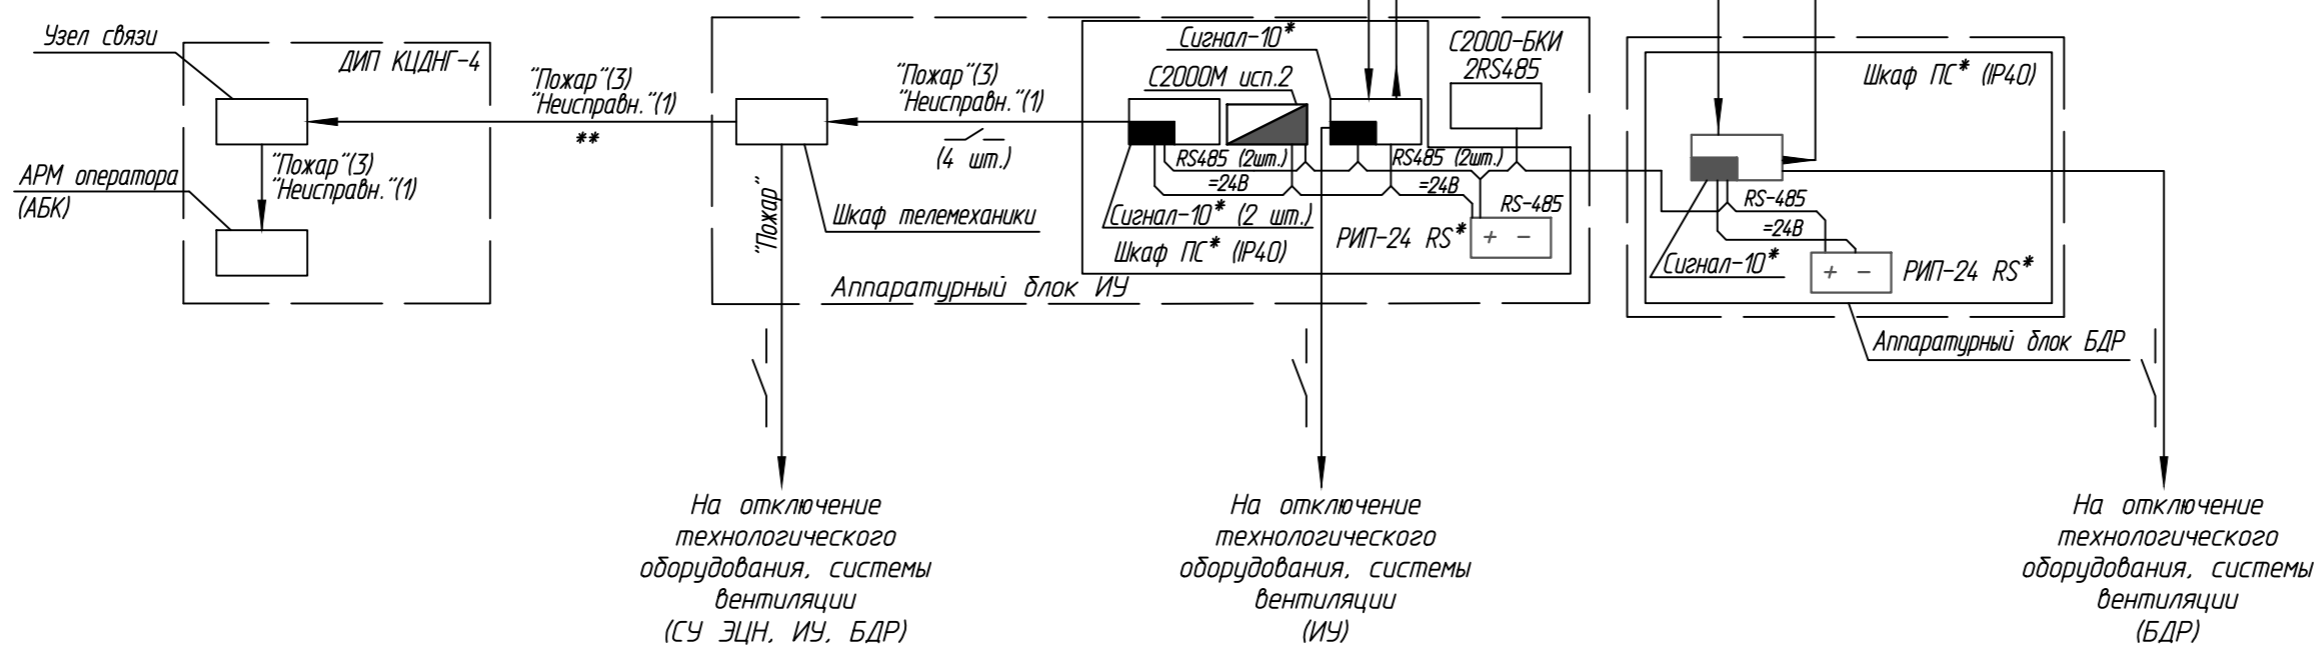 Узел связи
ДИП КЦДНГ-4
"Пожар"(3)
"Неисправн."(1)
АРМ оператора
(АБК)
"Пожар"(3)
"Неисправн."(1)
**
"Пожар"
Шкаф телемеханики
"Пожар"(3)
"Неисправн."(1)
(4 шт.)
Сигнал-10*
С2000М исп.2
С2000-БКИ
2RS485
RS485 (2шт.)
RS485 (2шт.)
=24В
=24В
Сигнал-10* (2 шт.)
RS-485
РИП-24 RS*
+ -
Шкаф ПС* (IP40)
Аппаратурный блок ИУ
Шкаф ПС* (IP40)
RS-485
=24В
Сигнал-10*
+ -
РИП-24 RS*
Аппаратурный блок БДР
На отключение
технологического
оборудования, системы
вентиляции
(СУ ЭЦН, ИУ, БДР)
На отключение
технологического
оборудования, системы
вентиляции
(ИУ)
На отключение
технологического
оборудования, системы
вентиляции
(БДР)